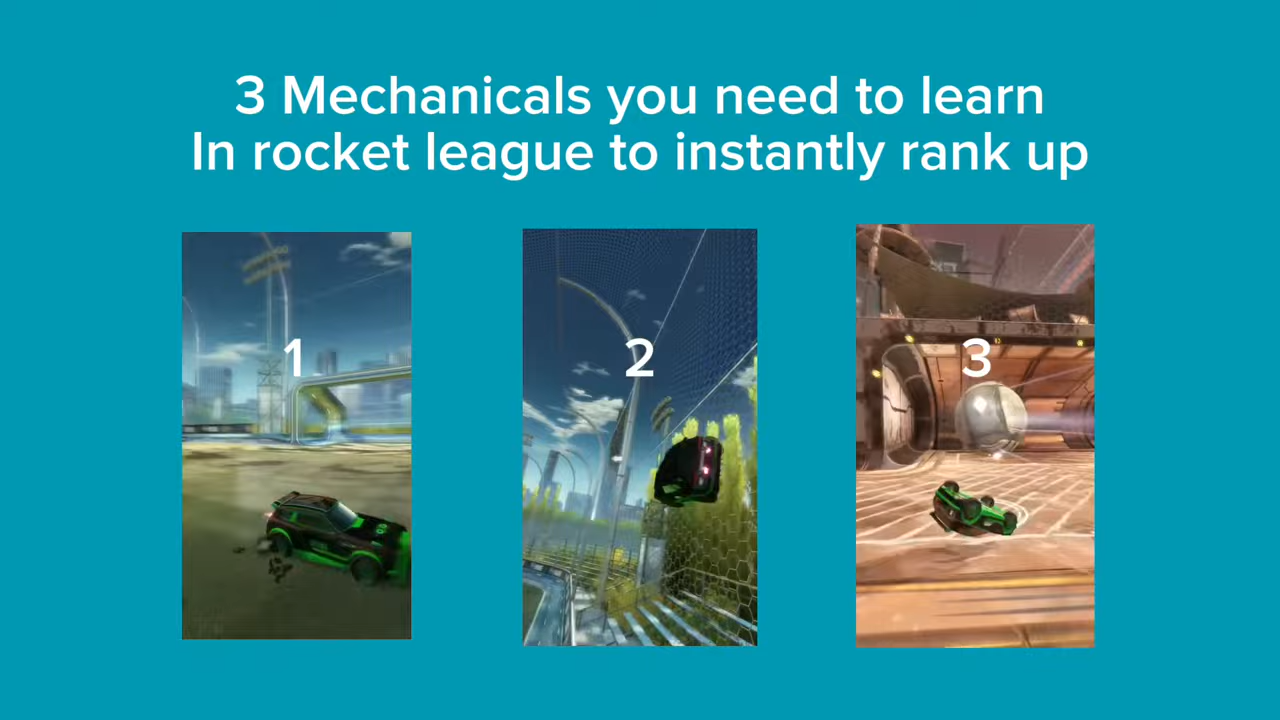 3 Mechanicals you need to learn
In rocket league to instantly rank up
1
2
3